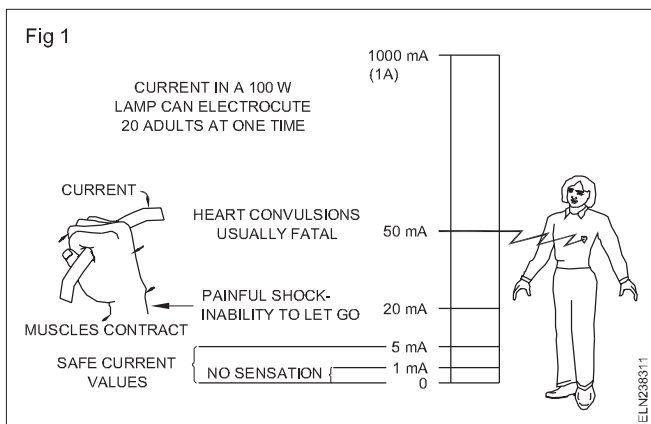 Fig 1
1000 mA
(1A)
CURRENT IN A 100 W
LAMP CAN ELECTROCUTE
20 ADULTS AT ONE TIME
CURRENT
HEART CONVULSIONS
USUALLY FATAL
50 mA
PAINFUL SHOCK-
INABILITY TO LET GO
20 mA
MUSCLES CONTRACT
SAFE CURRENT
VALUES
5 mA
NO SENSATION
1 mA
0
ELN238311